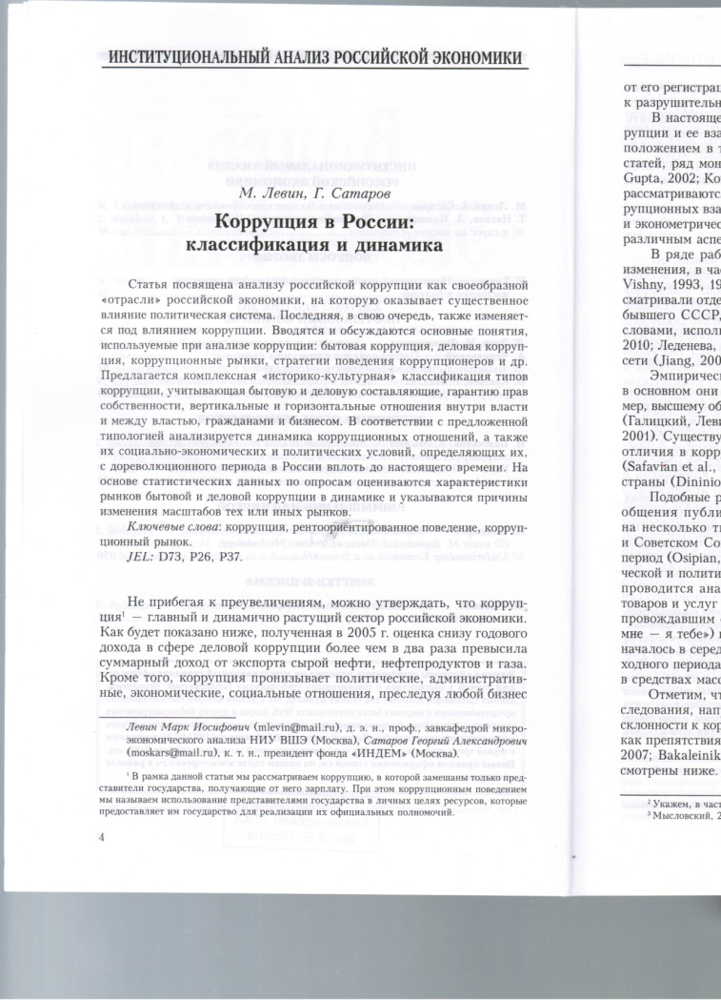 ИНСТИТУЦИОНАЛЬНЫЙ АНАЛИЗ РОССИЙСКОЙ ЭКОНОМИКИ
М. Левин, Г. Сатаров
Коррупция в России:
классификация и динамика
Статья посвящена анализу российской коррупции как своеобразной
«отрасли» российской экономики, на которую оказывает существенное
влияние политическая система. Последняя, в свою очередь, также изменяет-
ся под влиянием коррупции. Вводятся и обсуждаются основные понятия,
используемые при анализе коррупции: бытовая коррупция, деловая корруп-
ция, коррупционные рынки, стратегии поведения коррупционеров и др.
Предлагается комплексная «историко-культурная» классификация типов
коррупции, учитывающая бытовую и деловую составляющие, гарантию прав
собственности, вертикальные и горизонтальные отношения внутри власти
и между властью, гражданами и бизнесом. В соответствии с предложенной
типологией анализируется динамика коррупционных отношений, а также
их социально-экономических и политических условий, определяющих их,
с дореволюционного периода в России вплоть до настоящего времени. На
основе статистических данных по опросам оцениваются характеристики
рынков бытовой и деловой коррупции в динамике и указываются причины
изменения масштабов тех или иных рынков.
Ключевые слова: коррупция, рентоориентированное поведение, корруп-
ционный рынок.
JEL: D73, P26, P37.
Не прибегая к преувеличениям, можно утверждать, что корруп-
ция¹ — главный и динамично растущий сектор российской экономики.
Как будет показано ниже, полученная в 2005 г. оценка снизу годового
дохода в сфере деловой коррупции более чем в два раза превысила
суммарный доход от экспорта сырой нефти, нефтепродуктов и газа.
Кроме того, коррупция пронизывает политические, административ-
ные, экономические, социальные отношения, преследуя любой бизнес
Левин Марк Иосифович (mlevin@mail.ru), д. э. н., проф., завкафедрой микро-
экономического анализа НИУ ВШЭ (Москва), Сатаров Георгий Александрович
(moskars@mail.ru), к. т. н., президент фонда «ИНДЕМ» (Москва).
¹ В рамка данной статьи мы рассматриваем коррупцию, в которой замешаны только пред-
ставители государства, получающие от него зарплату. При этом коррупционным поведением
мы называем использование представителями государства в личных целях ресурсов, которые
предоставляет им государство для реализации их официальных полномочий.
4
от его регистрац
к разрушительн
В настояще
рупции и ее вза
положением в т
статей, ряд мон
Gupta, 2002; Ко
рассматриваютс
рупционных вза
и эконометричес
различным аспе
В ряде раб
изменения, в ча
Vishny, 1993, 19
сматривали отде
бывшего СССР,
словами, исполь
2010; Леденева,
сети (Jiang, 200
Эмпирическ
в основном они
мер, высшему об
(Галицкий, Леви
2001). Существу
отличия в корр
(Safavian et al.,
страны (Dininio
Подобные р
общения публи
на несколько ти
и Советском Со
период (Osipian,
ческой и полити
проводится ана
товаров и услуг
провождавшим
мне — я тебе»)
началось в серед
ходного периода
в средствах масс
Отметим, чт
следования, напр
склонности к кор
как препятствия
2007; Bakaleinik
смотрены ниже.
² Укажем, в част
³ Мысловский, 2